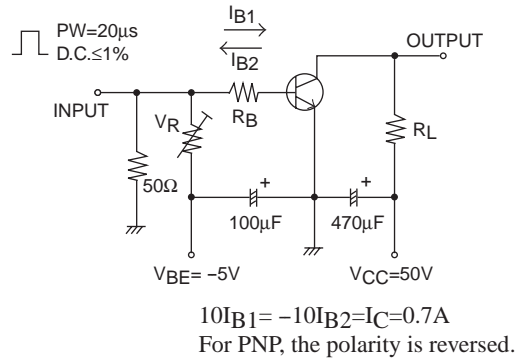 PW=20μs
D.C.≤1%
IB1
IB2
OUTPUT
INPUT
VR
RB
RL
50Ω
+
+
100μF
470μF
VBE= −5V
VCC=50V
10IB1= −10IB2=IC=0.7A
For PNP, the polarity is reversed.